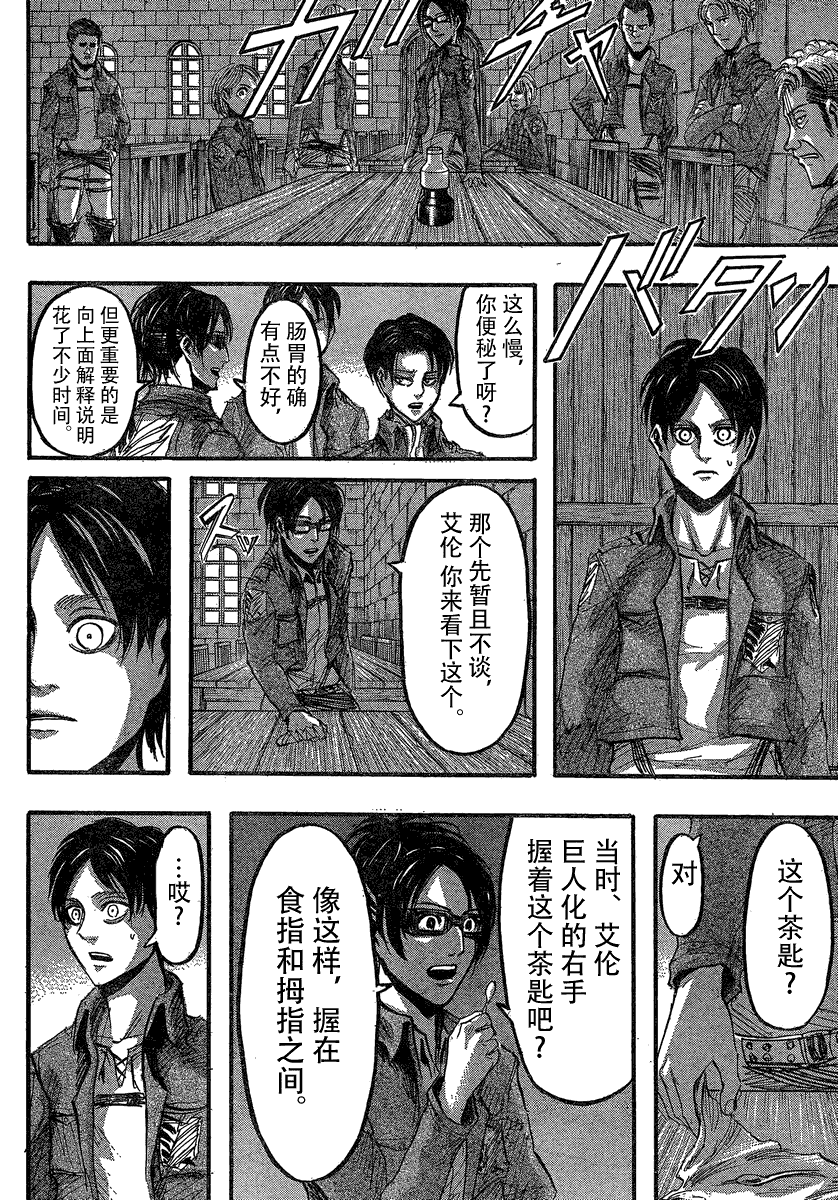 ガ
チャ
バタン
这么慢,
你便秘了呀?
肠胃的确
有点不好,
但更重要的是
向上面解释说明
花了不少时间。
那个先暂且不谈,
艾伦 你来看下这个。
スッ
这个茶匙?
对
当时、艾伦
巨人化的右手
握着这个茶匙吧?
像这样, 握在
食指和拇指之间。
…哎?